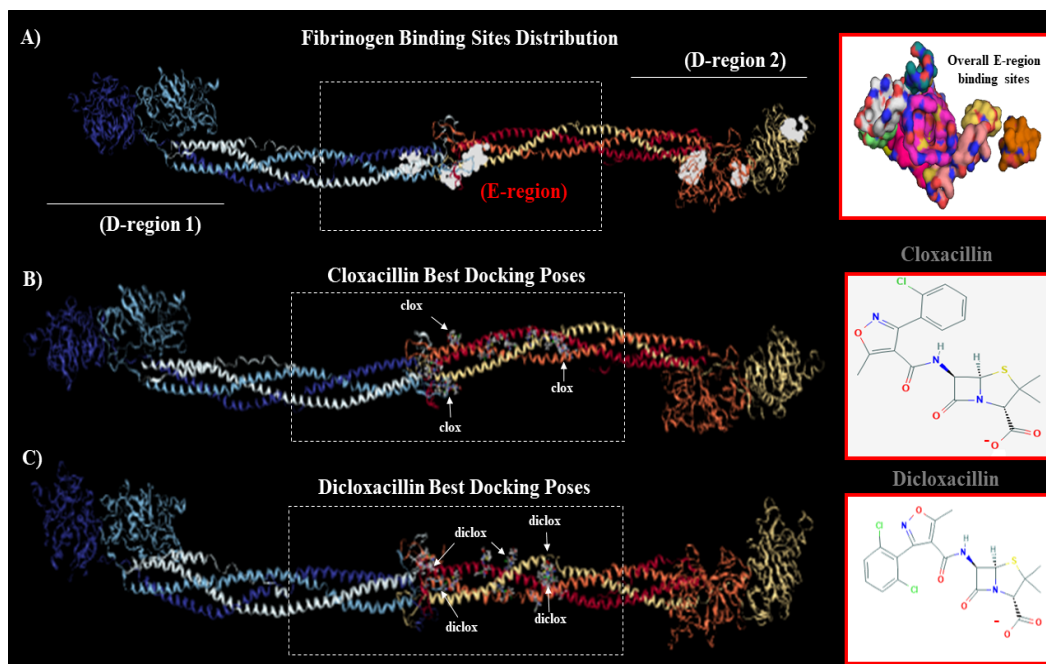 A)
Fibrinogen Binding Sites Distribution
(D-region 2)
Overall E-region
binding sites
(E-region)
(D-region 1)
B)
Cloxacillin Best Docking Poses
clox
clox
clox
Cloxacillin
Cl
O
N
O
N
H
H
S
O
N
O
-O
O
C)
Dicloxacillin Best Docking Poses
diclox
diclox
diclox
diclox
Dicloxacillin
O
N
Cl
Cl
O
N
H
H
S
O
N
O
-O